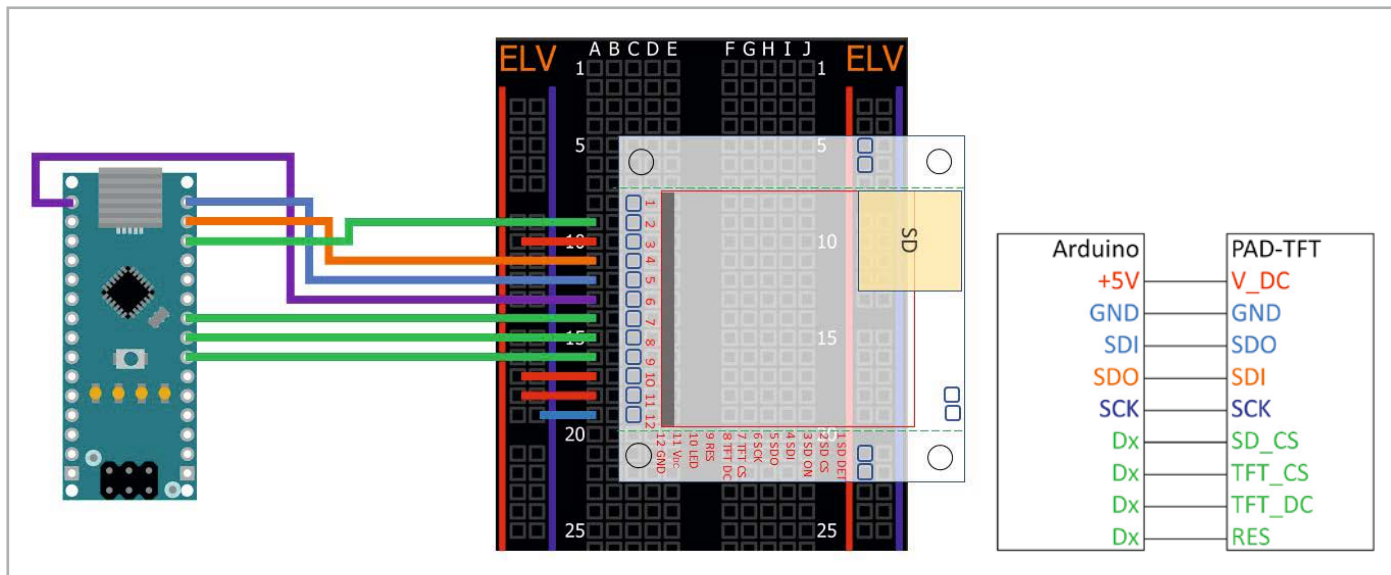 ELV
A B C D E
F G H I J
ELV
1
1
5
5
10
10
15
15
20
20
25
25
1
2
3
4
5
6
7
8
9
10
11
12
SD
1 SD DET
2 SD CS
3 SD ON
4 SDI
5 SDO
6 SCK
7 TFT CS
8 TFT DC
9 RES
10 LED
11 VDC
12 GND
Arduino
PAD-TFT
+5V
V_DC
GND
GND
SDI
SDO
SDO
SDI
SCK
SCK
Dx
SD_CS
Dx
TFT_CS
Dx
TFT_DC
Dx
RES